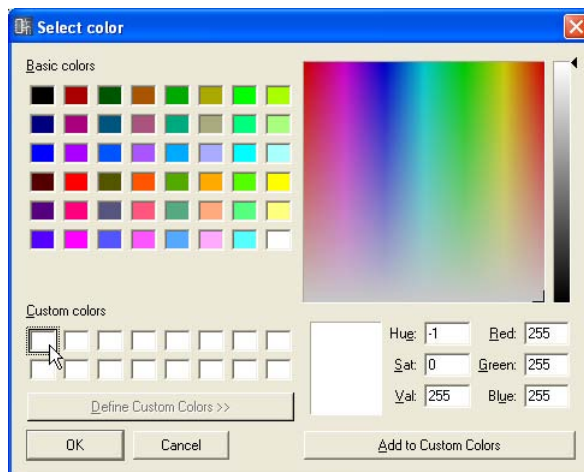 Select color
Basic colors
Custom colors
Define Custom Colors >>
OK Cancel
Hue: -1 Red: 255
Sat: 0 Green: 255
Val: 255 Blue: 255
Add to Custom Colors